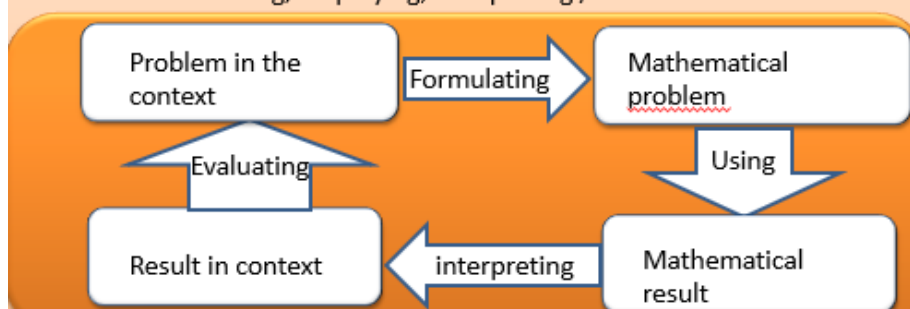 Problem in the
context
Formulating
Mathematical
problem
Evaluating
Using
Result in context
interpreting
Mathematical
result